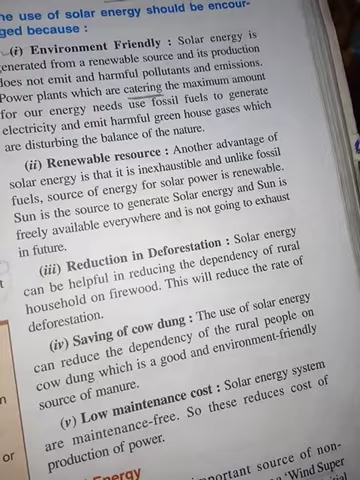 he use of solar energy should be encour-
ged because :
(i) Environment Friendly : Solar energy is
generated from a renewable source and its production
does not emit and harmful pollutants and emissions.
Power plants which are catering the maximum amount
for our energy needs use fossil fuels to generate
electricity and emit harmful green house gases which
are disturbing the balance of the nature.
(ii) Renewable resource : Another advantage of
solar energy is that it is inexhaustible and unlike fossil
fuels, source of energy for solar power is renewable.
Sun is the source to generate Solar energy and Sun is
freely available everywhere and is not going to exhaust
in future.
(iii) Reduction in Deforestation : Solar energy
can be helpful in reducing the dependency of rural
household on firewood. This will reduce the rate of
deforestation.
(iv) Saving of cow dung : The use of solar energy
can reduce the dependency of the rural people on
cow dung which is a good and environment-friendly
source of manure.
(v) Low maintenance cost : Solar energy system
are maintenance-free. So these reduces cost of
production of power.
t
n
or
Energy
portant source of non-
'Wind Super